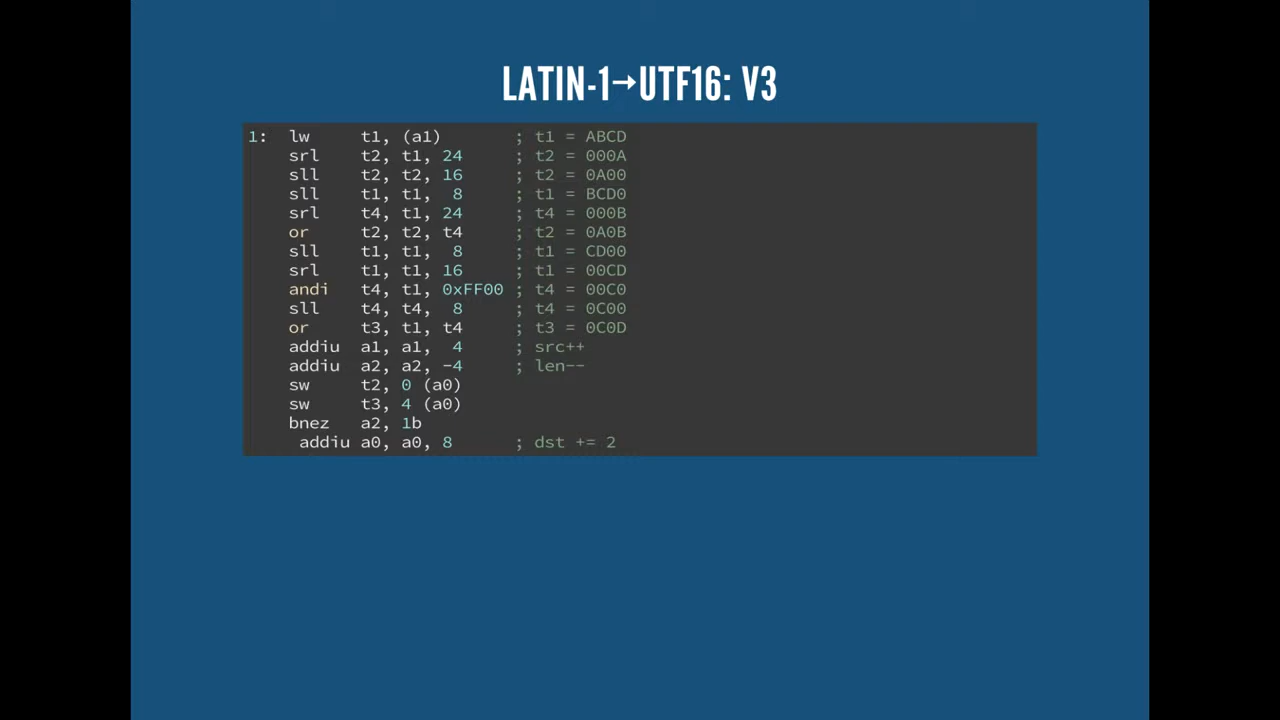 LATIN-1→UTF16: V3
1: lw t1, (a1) ; t1 = ABCD
srl t2, t1, 24 ; t2 = 000A
sll t2, t2, 16 ; t2 = 0A00
sll t1, t1, 8 ; t1 = BCD0
srl t4, t1, 24 ; t4 = 000B
or t2, t2, t4 ; t2 = 0A0B
sll t1, t1, 8 ; t1 = CD00
srl t1, t1, 16 ; t1 = 00CD
andi t4, t1, 0xFF00 ; t4 = 00C0
sll t4, t4, 8 ; t4 = 0C00
or t3, t1, t4 ; t3 = 0C0D
addiu a1, a1, 4 ; src++
addiu a2, a2, -4 ; len--
sw t2, 0 (a0)
sw t3, 4 (a0)
bnez a2, 1b
addiu a0, a0, 8 ; dst += 2